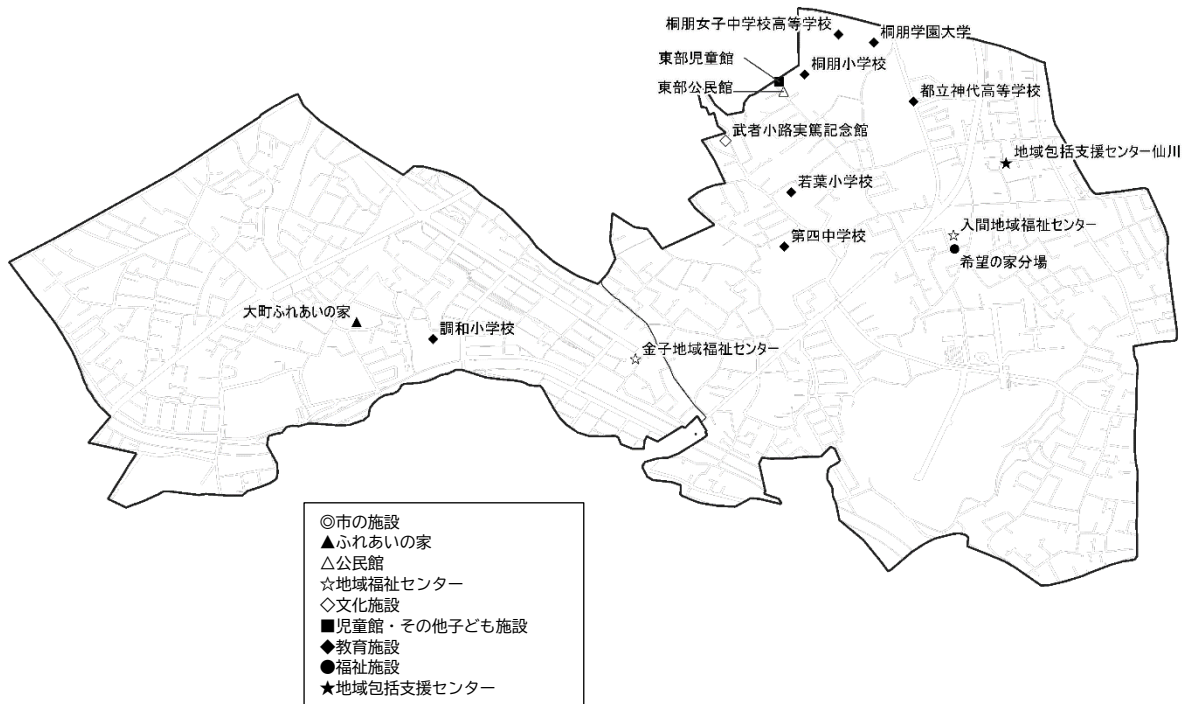 桐朋女子中学校高等学校
桐朋学園大学
東部児童館
桐朋小学校
東部公民館
都立神代高等学校
武者小路実篤記念館
地域包括支援センター仙川
若葉小学校
入間地域福祉センター
第四中学校
希望の家分場
大町ふれあいの家
調和小学校
金子地域福祉センター
◎市の施設
▲ふれあいの家
△公民館
☆地域福祉センター
◇文化施設
■児童館・その他子ども施設
◆教育施設
●福祉施設
★地域包括支援センター